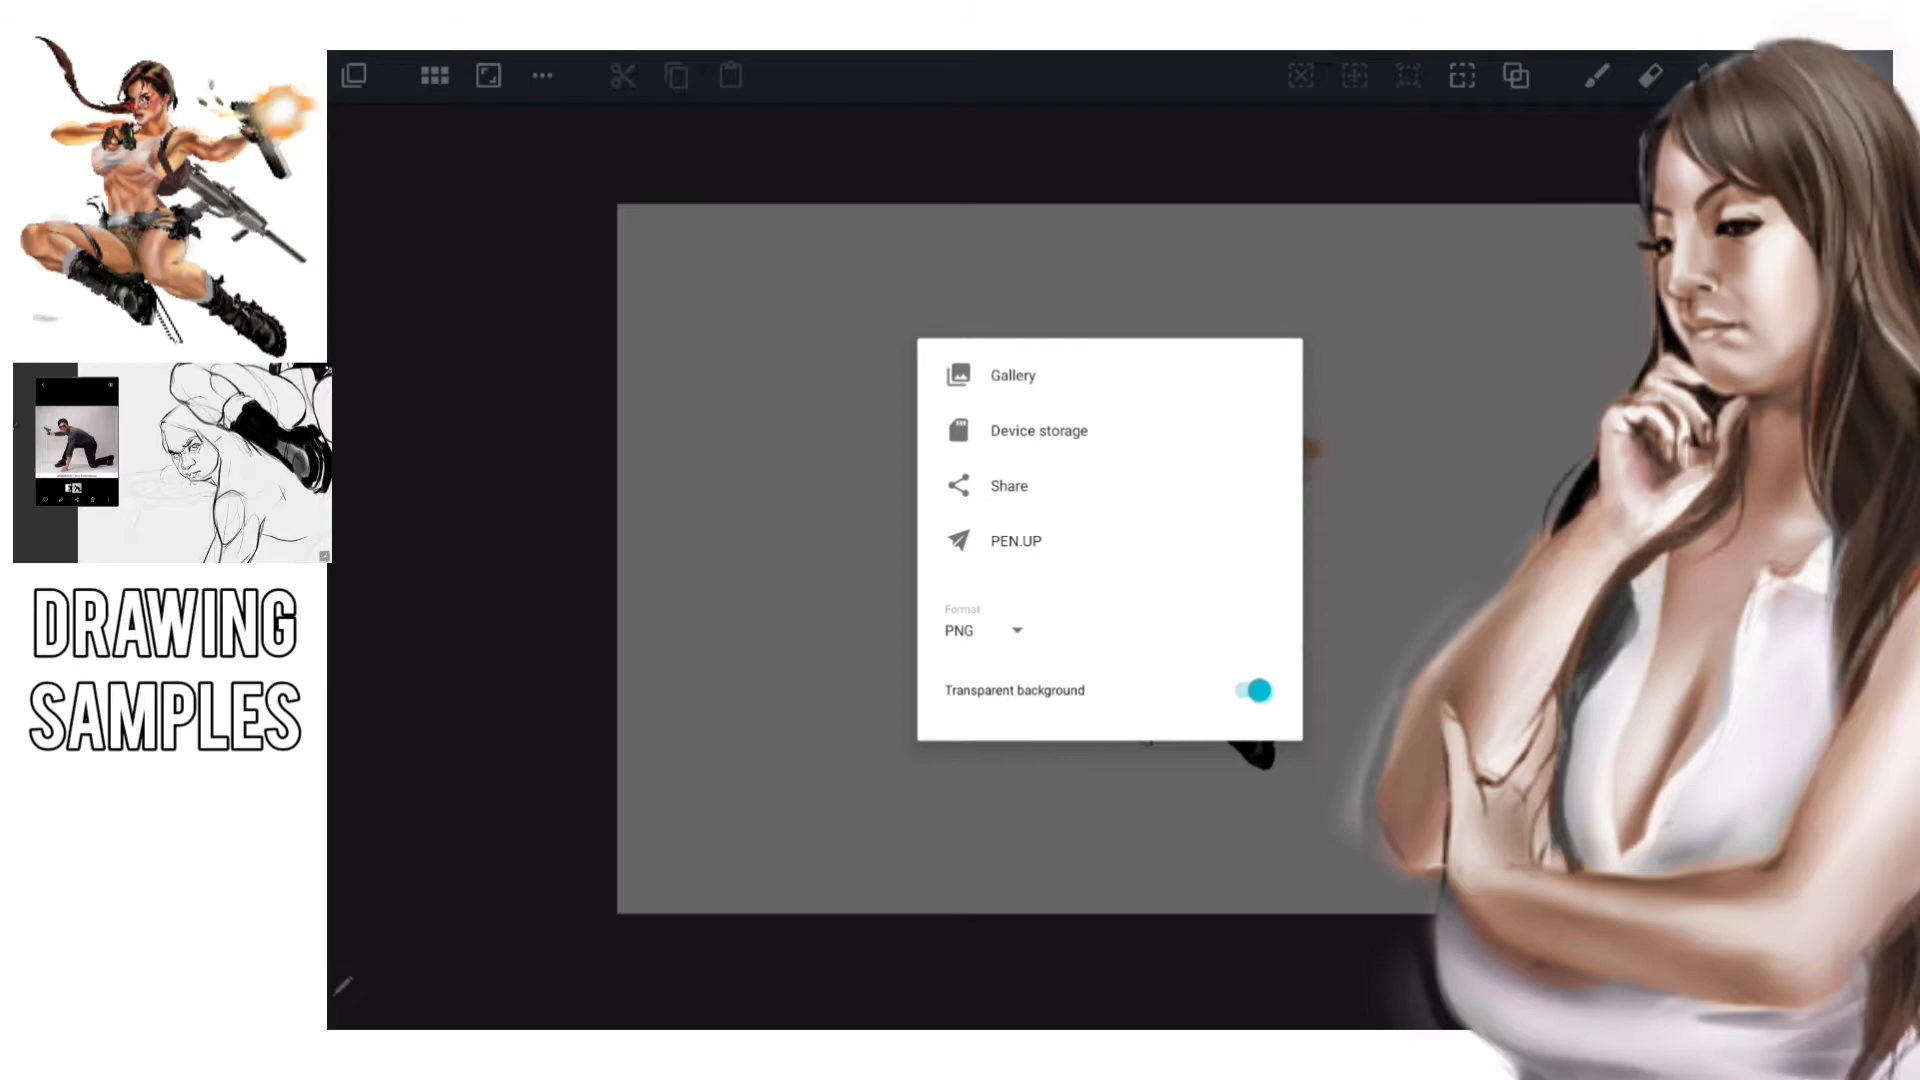 Gallery
Device storage
Share
PEN.UP
Format
PNG
Transparent background
DRAWING
SAMPLES